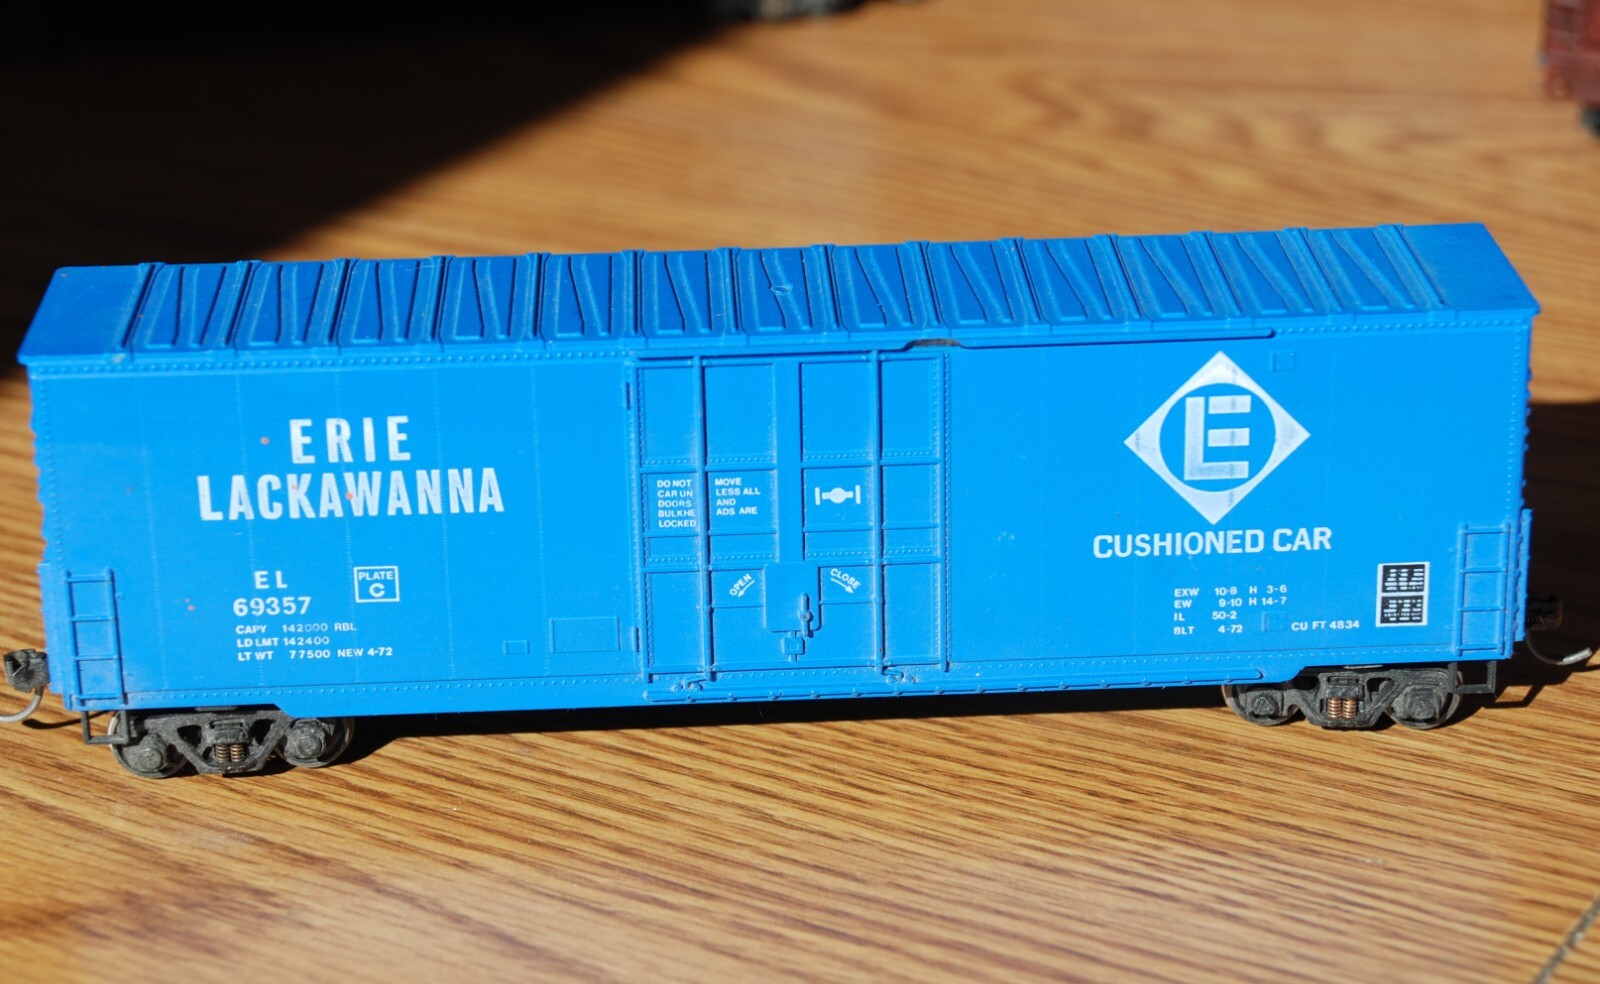 ERIE
LACKAWANNA
EL
69357
PLATE
C
CAPY 142000 RBL
LD LMT 142400
LT WT 77500 NEW 4-72
DO NOT MOVE
CAR UN LESS ALL
DOORS AND
BULKHE ADS ARE
LOCKED
OPEN
CLOSE
E
CUSHIONED CAR
EXW 10-8 H 3-6
EW 9-10 H 14-7
IL 50-2
BLT 4-72 CU FT 4834